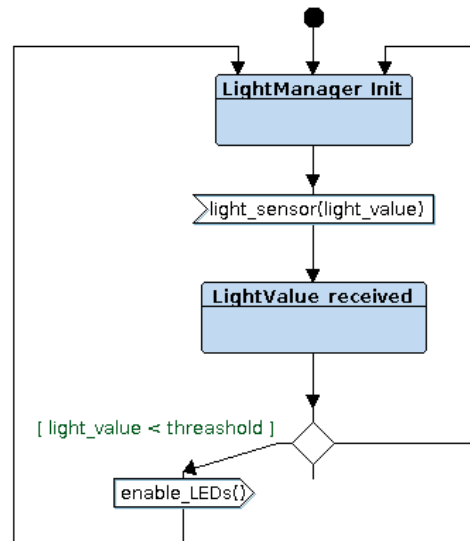 LightManager Init
light_sensor(light_value)
LightValue received
[ light_value < threashold ]
enable_LEDs()